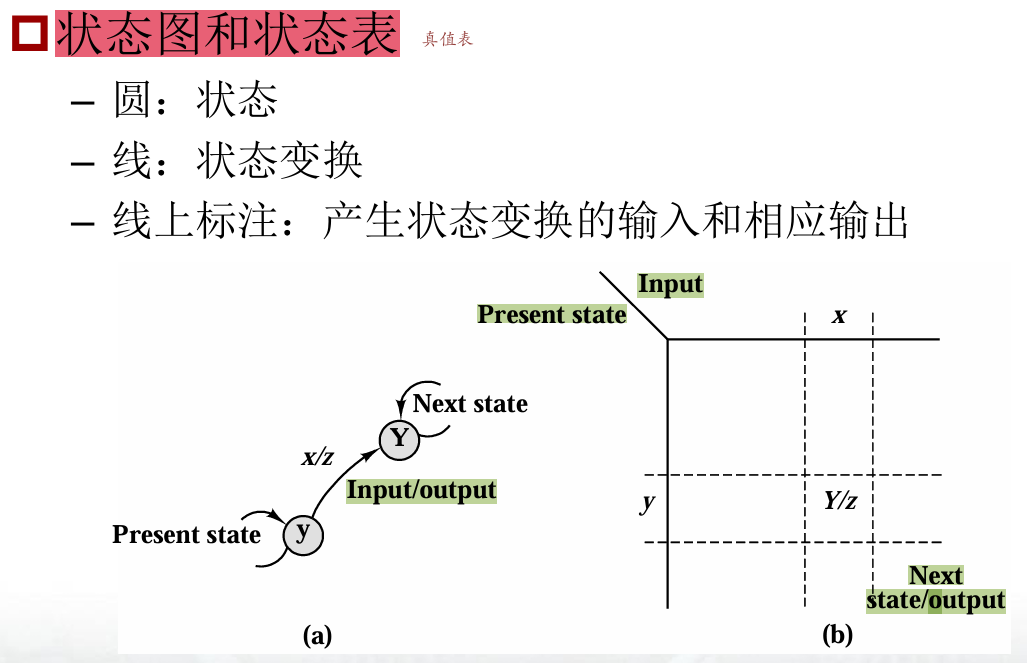 状态图和状态表 真值表
– 圆：状态
– 线：状态变换
– 线上标注：产生状态变换的输入和相应输出
Input
Present state
x
Next state
Y
x/z
Input/output
y
Y/z
Present state
y
Next
state/output
(a)
(b)